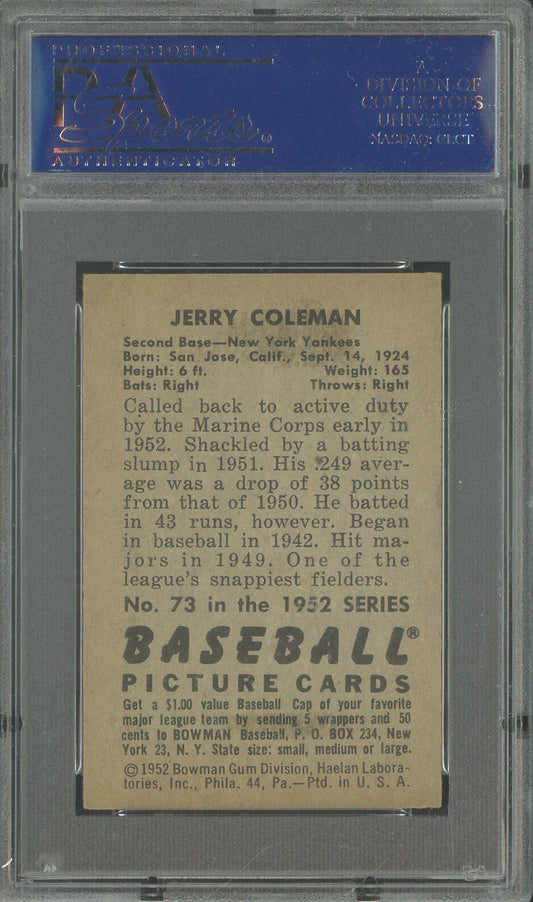 PROFESSIONAL
PSA
Sports
AUTHENTICATOR
A
DIVISION OF
COLLECTORS
UNIVERSE
NASDAQ: CLCT
JERRY COLEMAN
Second Base—New York Yankees
Born: San Jose, Calif., Sept. 14, 1924
Height: 6 ft. Weight: 165
Bats: Right Throws: Right
Called back to active duty
by the Marine Corps early in
1952. Shackled by a batting
slump in 1951. His .249 aver-
age was a drop of 38 points
from that of 1950. He batted
in 43 runs, however. Began
in baseball in 1942. Hit ma-
jors in 1949. One of the
league's snappiest fielders.
No. 73 in the 1952 SERIES
BASEBALL®
PICTURE CARDS
Get a $1.00 value Baseball Cap of your favorite
major league team by sending 5 wrappers and 50
cents to BOWMAN Baseball, P. O. BOX 234, New
York 23, N. Y. State size: small, medium or large.
©1952 Bowman Gum Division, Haelan Labora-
tories, Inc., Phila. 44, Pa.—Ptd. in U. S. A.
PSA